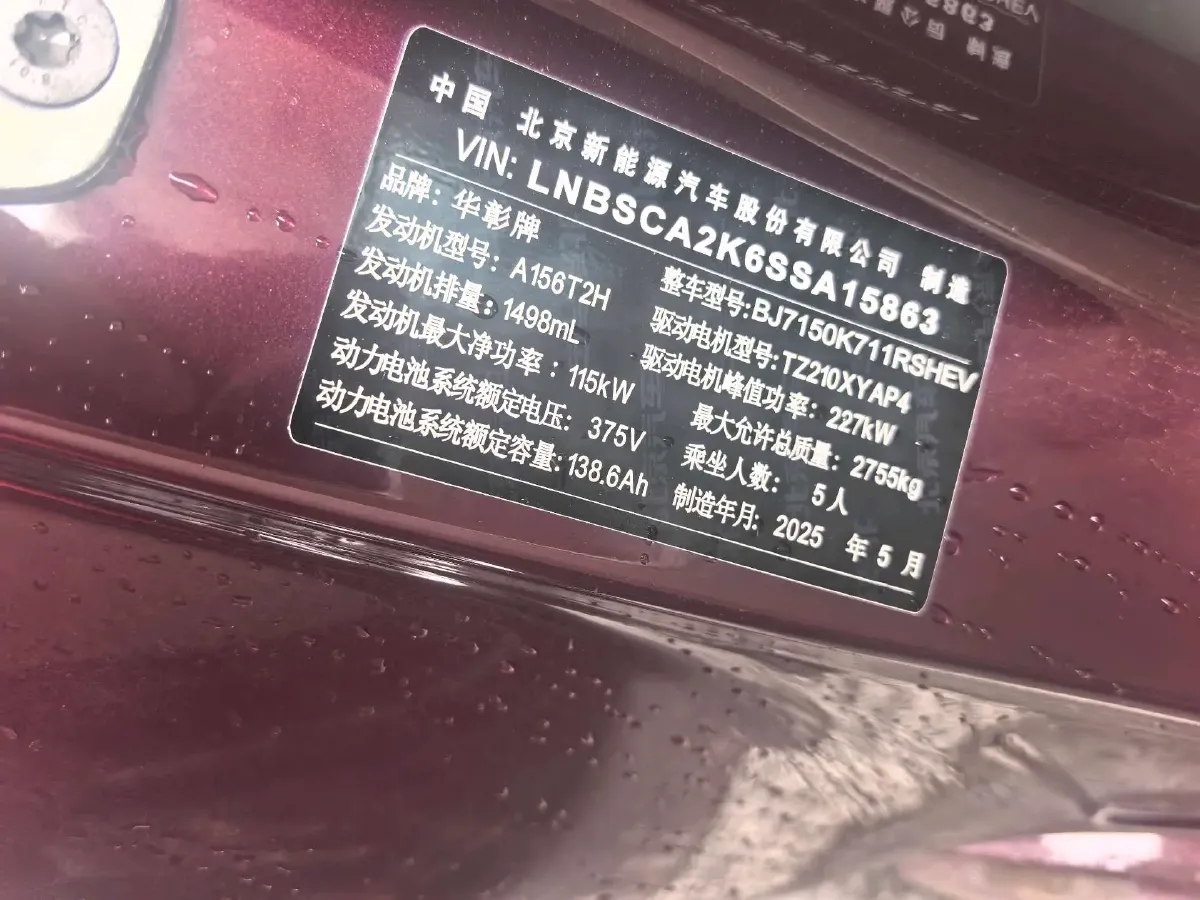 中国 北京新能源汽车股份有限公司 制造
VIN: LNBSCA2K6SSA15863
品牌: 华彰牌
整车型号: BJ7150K711RSHEV
发动机型号: A156T2H
驱动电机型号: TZ210XYAP4
发动机排量: 1498mL
驱动电机峰值功率: 227kW
发动机最大净功率: 115kW
最大允许总质量: 2755kg
动力电池系统额定电压: 375V
乘坐人数: 5人
动力电池系统额定容量: 138.6Ah
制造年月: 2025 年 5 月